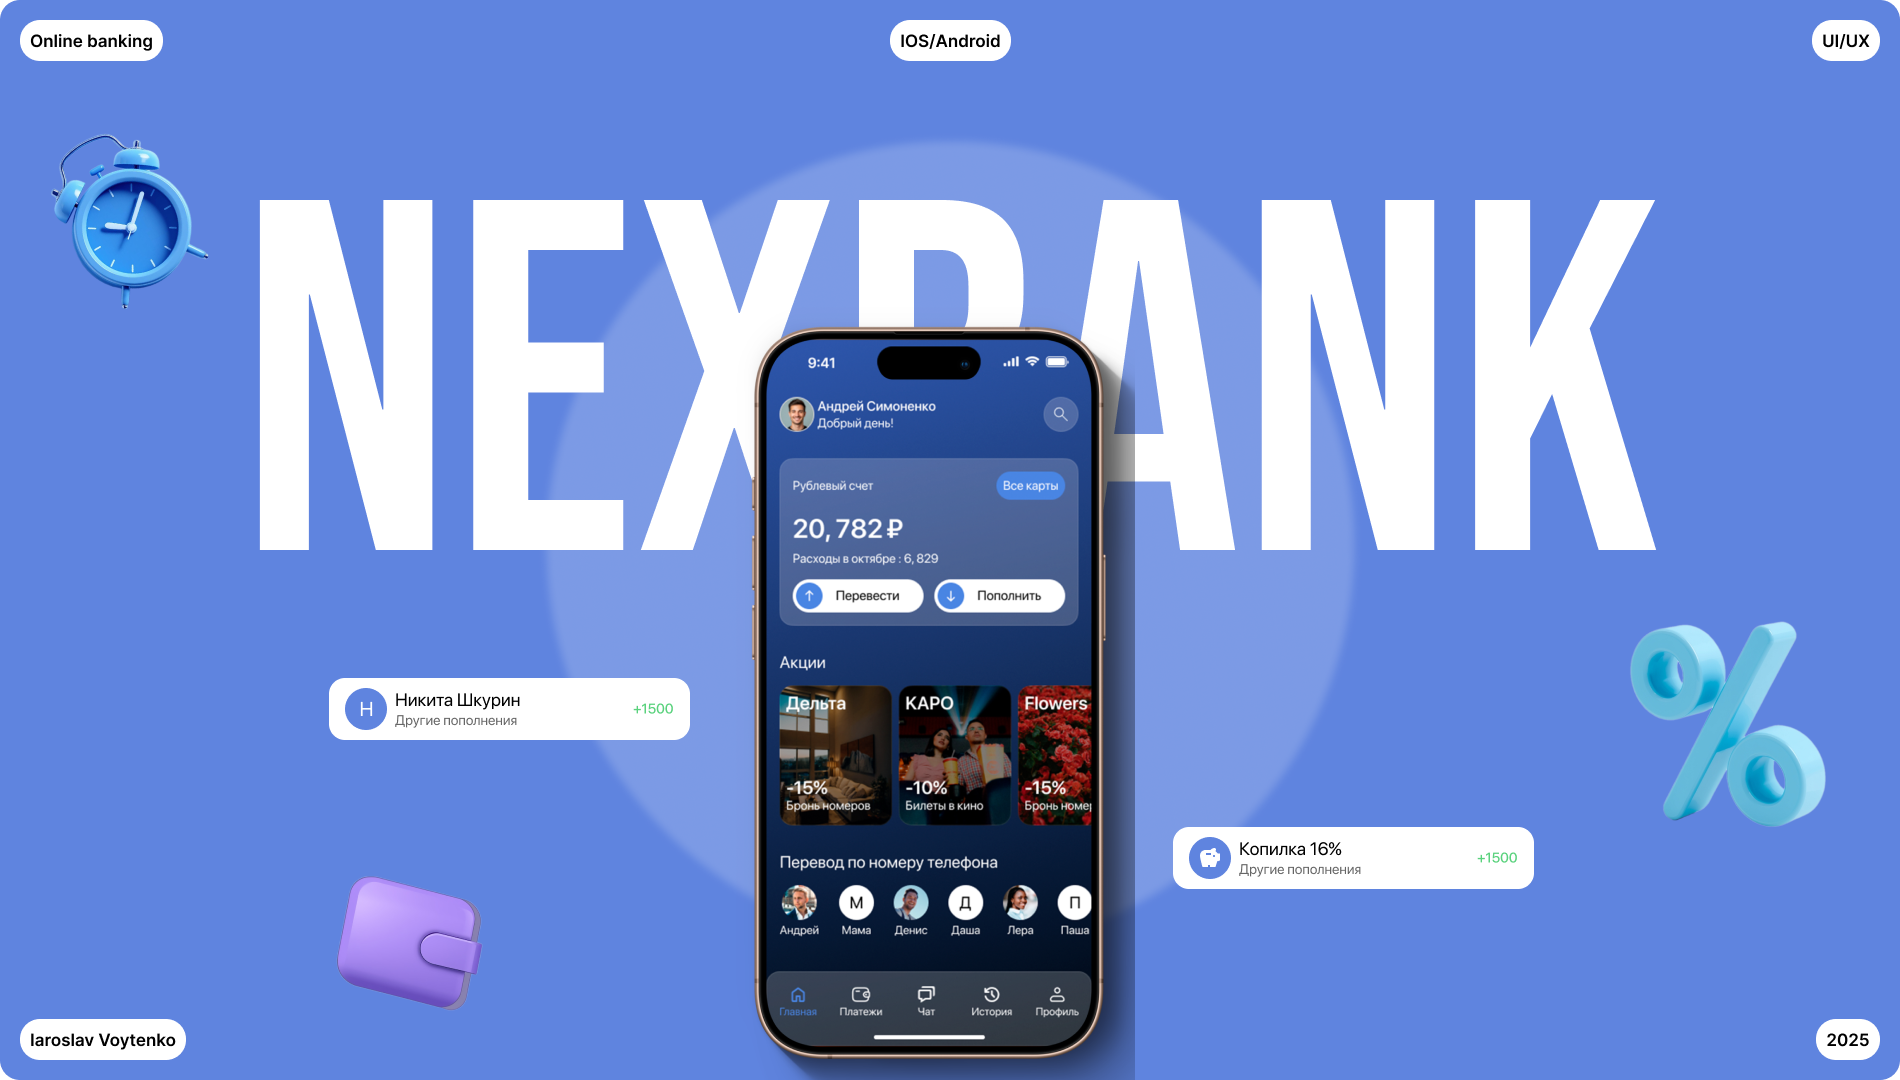 Online banking
IOS/Android
UI/UX
NEXBANK
9:41
Андрей Симоненко
Добрый день!
Рублевый счет
Все карты
20, 782 ₽
Расходы в октябре : 6, 829
Перевести
Пополнить
Акции
Дельта
-15%
Бронь номеров
КАРО
-10%
Билеты в кино
Flowers
-15%
Бронь номер
Перевод по номеру телефона
Андрей
М
Мама
Денис
Д
Даша
Лера
П
Паша
Главная
Платежи
Чат
История
Профиль
Н
Никита Шкурин
Другие пополнения
+1500
Копилка 16%
Другие пополнения
+1500
%
Iaroslav Voytenko
2025